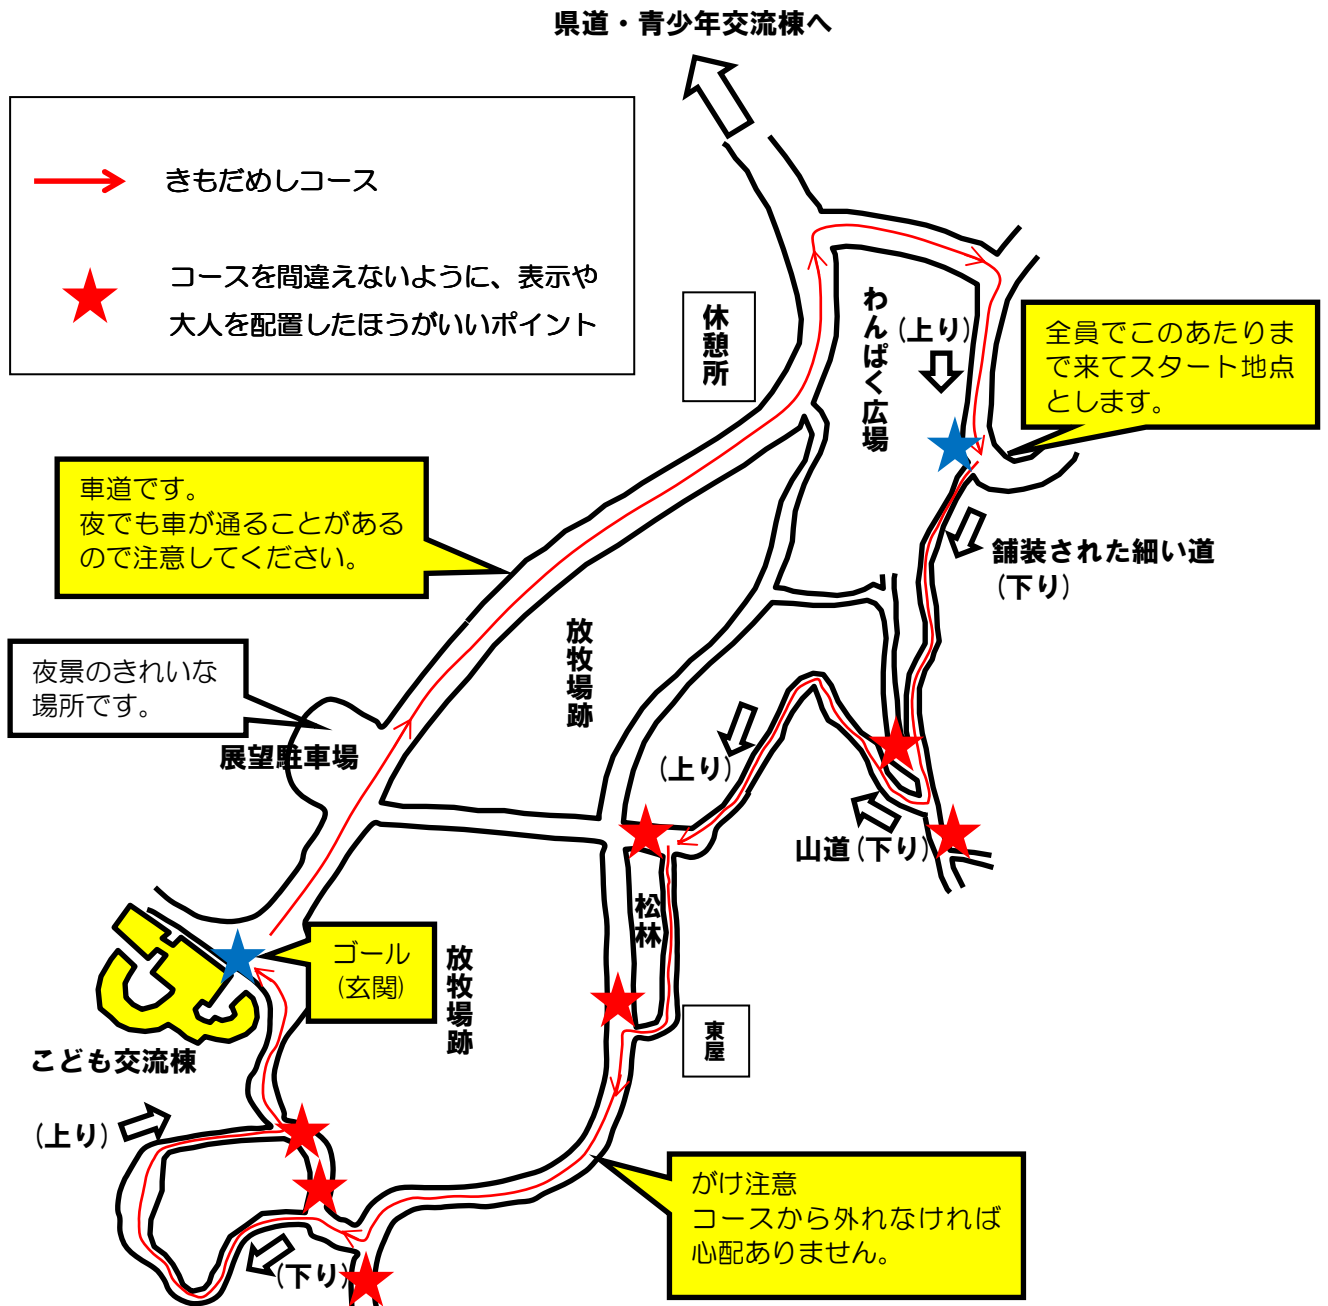 県道・青少年交流棟へ
きもだめしコース
コースを間違えないように、表示や
大人を配置したほうがいいポイント
休憩所
わんぱく広場
(上り)
全員でこのあたりま
で来てスタート地点
とします。
車道です。
夜でも車が通ることがある
ので注意してください。
舗装された細い道
(下り)
放牧場跡
夜景のきれいな
場所です。
展望駐車場
(上り)
山道(下り)
松林
ゴール
(玄関)
放牧場跡
東屋
こども交流棟
(上り)
がけ注意
コースから外れなければ
心配ありません。
(下り)